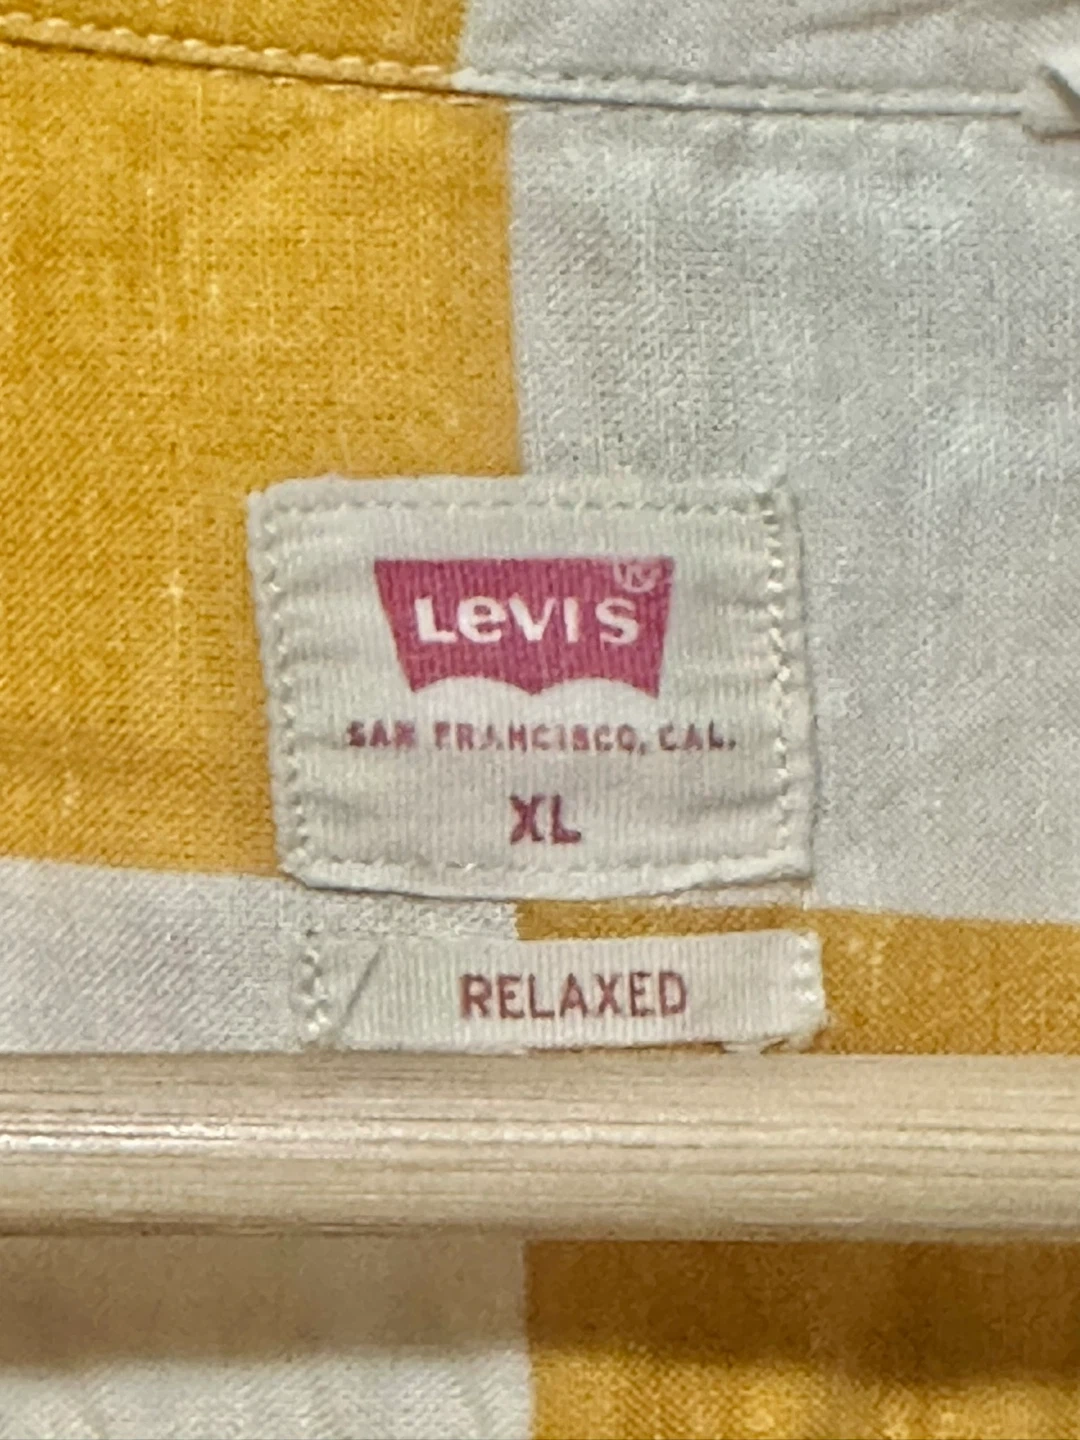 Levi's®
SAN FRANCISCO, CAL.
XL
RELAXED